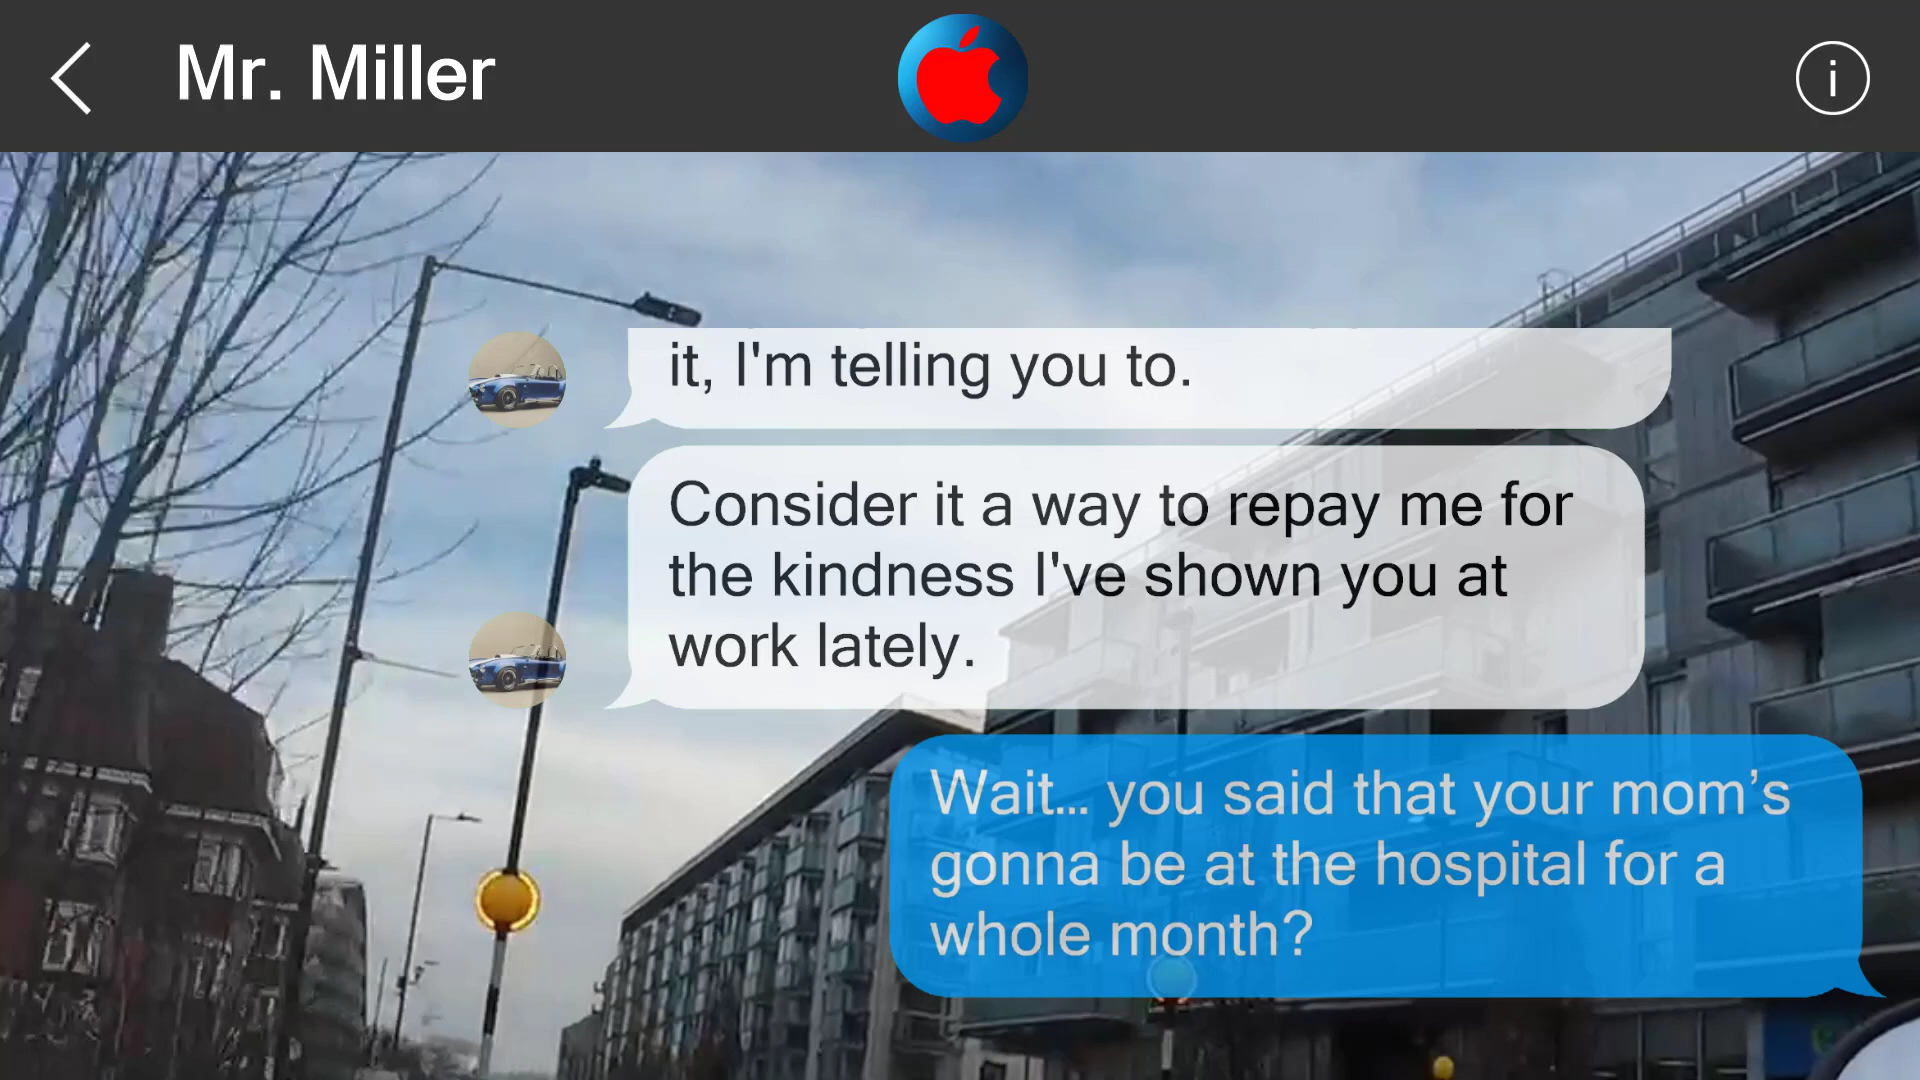 Mr. Miller
i
it, I'm telling you to.
Consider it a way to repay me for
the kindness I've shown you at
work lately.
Wait... you said that your mom’s
gonna be at the hospital for a
whole month?